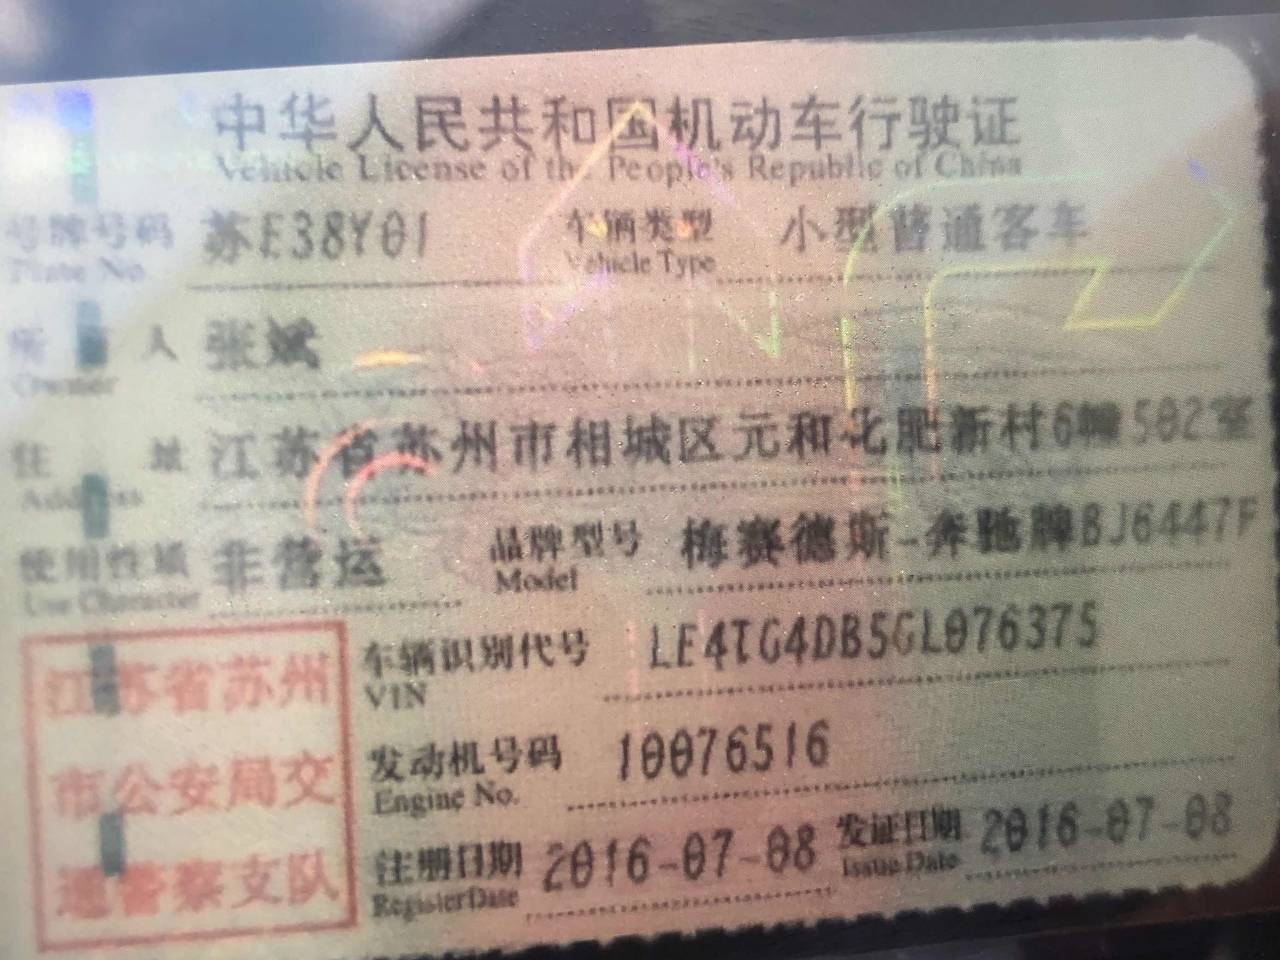 中华人民共和国机动车行驶证
Vehicle License of the People's Republic of China
号牌号码 苏E38Y01 车辆类型 小型普通客车
Plate No. Vehicle Type
所有人 张斌
Owner
住址 江苏省苏州市相城区元和化肥新村6幢502室
Address
使用性质 非营运 品牌型号 梅赛德斯-奔驰牌BJ6447F
Use Character Model
江苏省苏州
市公安局交
通警察支队
车辆识别代号 LE4TG4DB5GL076375
VIN
发动机号码 10076516
Engine No.
注册日期 2016-07-08 发证日期 2016-07-08
RegisterDate Issue Date